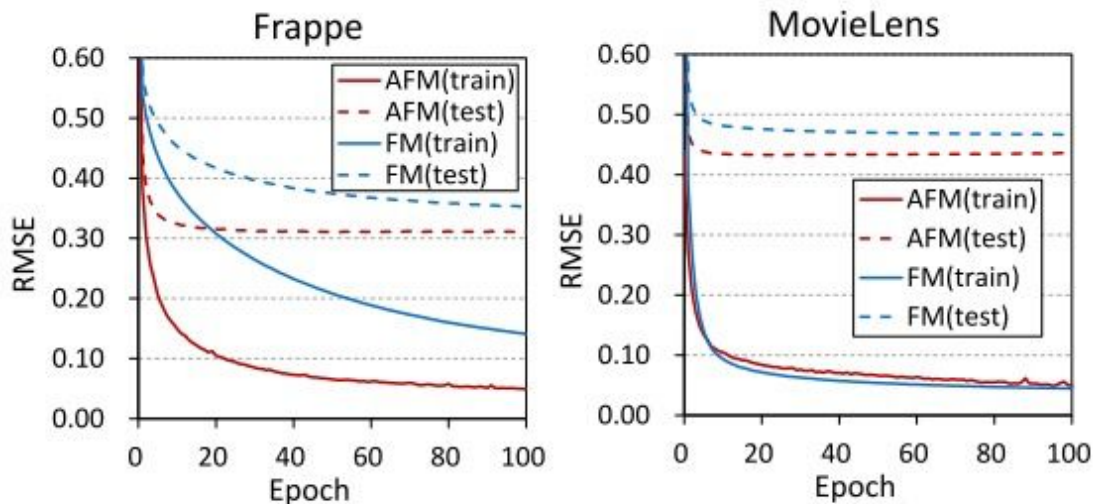 Frappe
0.60
0.50
0.40
0.30
0.20
0.10
0.00
RMSE
AFM(train)
AFM(test)
FM(train)
FM(test)
0 20 40 60 80 100
Epoch
MovieLens
0.60
0.50
0.40
0.30
0.20
0.10
0.00
RMSE
AFM(train)
AFM(test)
FM(train)
FM(test)
0 20 40 60 80 100
Epoch